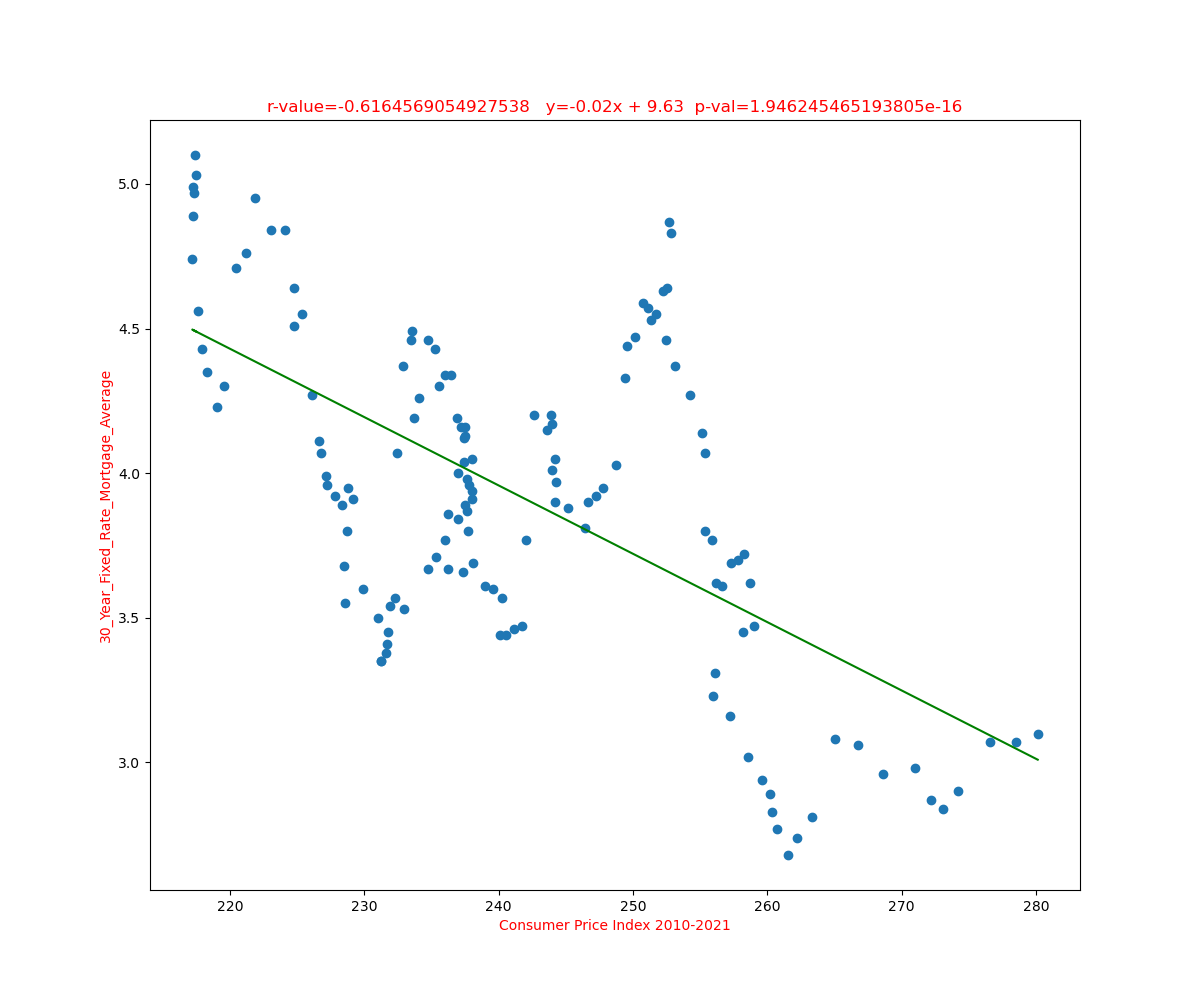 r-value=-0.6164569054927538 y=-0.02x + 9.63 p-val=1.946245465193805e-16
5.0
4.5
4.0
3.5
3.0
30_Year_Fixed_Rate_Mortgage_Average
220 230 240 250 260 270 280
Consumer Price Index 2010-2021